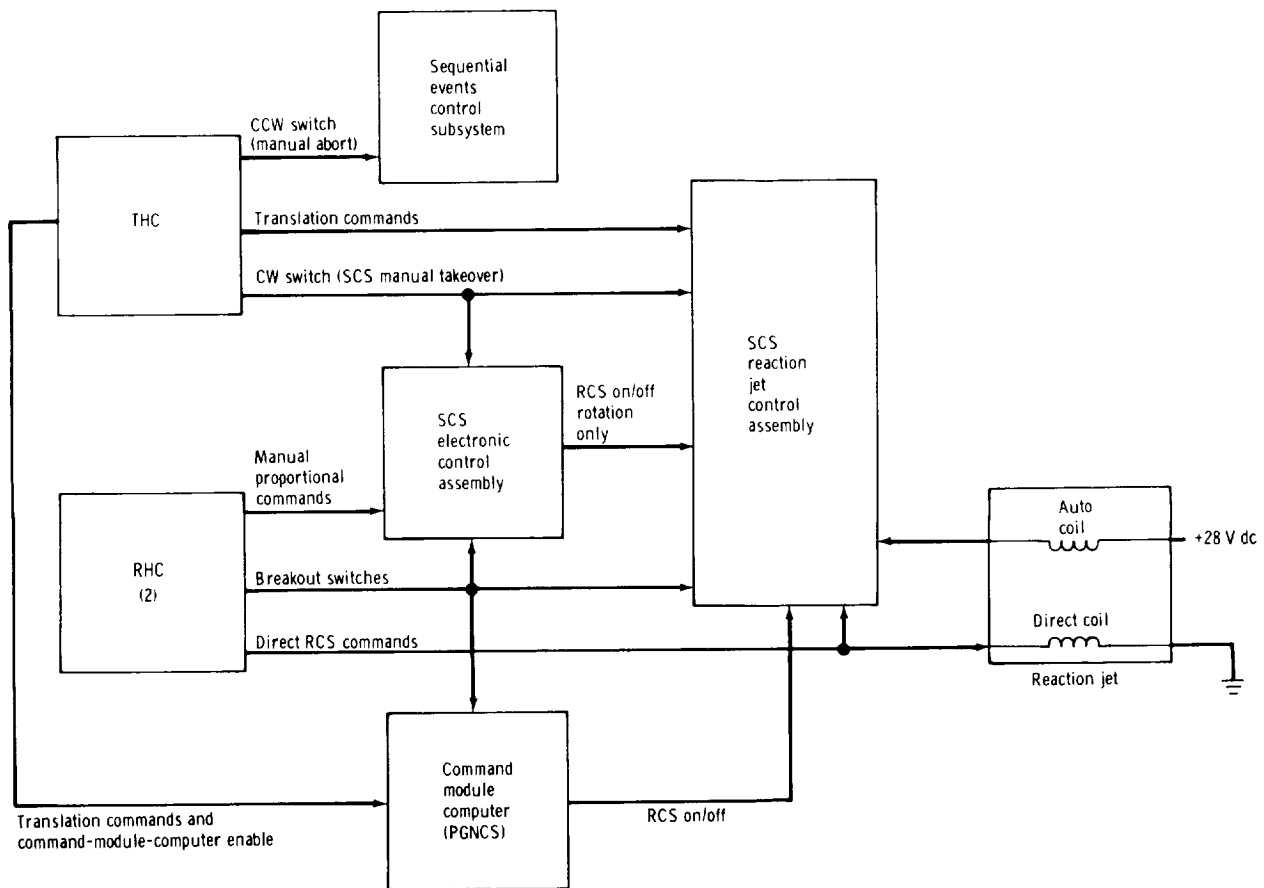 Sequential
events
control
subsystem
CCW switch
(manual abort)
THC
Translation commands
CW switch (SCS manual takeover)
SCS
reaction
jet
control
assembly
SCS
electronic
control
assembly
RCS on/off
rotation
only
Manual
proportional
commands
RHC
(2)
Breakout switches
Direct RCS commands
Auto
coil
+28 V dc
Direct coil
Reaction jet
Command
module
computer
(PGNCS)
RCS on/off
Translation commands and
command-module-computer enable